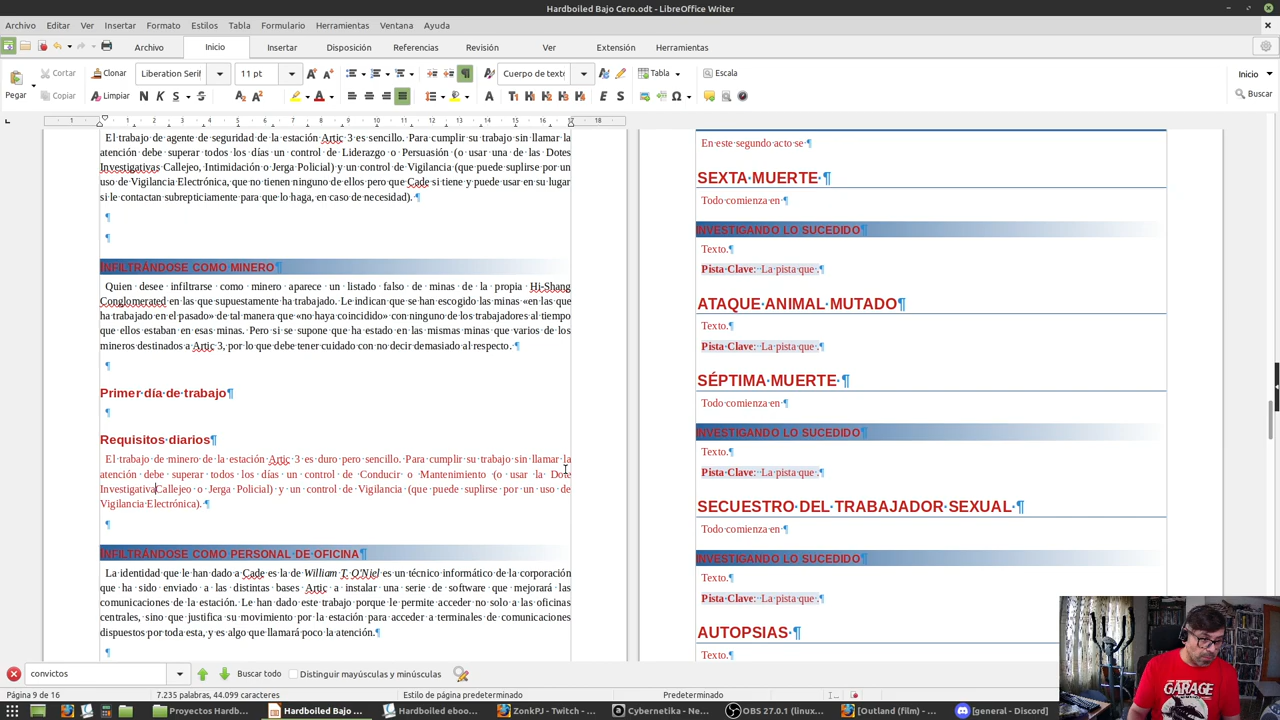 Hardboiled Bajo Cero.odt - LibreOffice Writer
Archivo Editar Ver Insertar Formato Estilos Tabla Formulario Herramientas Ventana Ayuda
Archivo Inicio Insertar Disposición Referencias Revisión Ver Extensión Herramientas
Cortar Clonar Liberation Serif 11 pt Cuerpo de texto Tabla Escala Inicio
Pegar Copiar Limpiar Buscar
El trabajo de agente de seguridad de la estación Artic 3 es sencillo. Para cumplir su trabajo sin llamar la
atención debe superar todos los días un control de Liderazgo o Persuasión (o usar una de las Dotes
Investigativas Callejeo, Intimidación o Jerga Policial) y un control de Vigilancia (que puede suplirse por un
uso de Vigilancia Electrónica, que no tienen ninguno de ellos pero que Cade si tiene y puede usar en su lugar
si le contactan subrepticiamente para que lo haga, en caso de necesidad). ¶
¶
¶
INFILTRÁNDOSE COMO MINERO¶
Quien desee infiltrarse como minero aparece un listado falso de minas de la propia Hi-Shang
Conglomerated en las que supuestamente ha trabajado. Le indican que se han escogido las minas «en las que
ha trabajado en el pasado» de tal manera que «no haya coincidido» con ninguno de los trabajadores al tiempo
que ellos estaban en esas minas. Pero si se supone que ha estado en las mismas minas que varios de los
mineros destinados a Artic 3, por lo que debe tener cuidado con no decir demasiado al respecto. ¶
¶
Primer día de trabajo¶
¶
Requisitos diarios¶
El trabajo de minero de la estación Artic 3 es duro pero sencillo. Para cumplir su trabajo sin llamar la
atención debe superar todos los días un control de Conducir o Mantenimiento (o usar la Dote
InvestigativaCallejeo o Jerga Policial) y un control de Vigilancia (que puede suplirse por un uso de
Vigilancia Electrónica). ¶
¶
INFILTRÁNDOSE COMO PERSONAL DE OFICINA¶
La identidad que le han dado a Cade es la de William T. O'Niel es un técnico informático de la corporación
que ha sido enviado a las distintas bases Artic a instalar una serie de software que mejorará las
comunicaciones de la estación. Le han dado este trabajo porque le permite acceder no solo a las oficinas
centrales, sino que justifica su movimiento por la estación para acceder a terminales de comunicaciones
dispuestos por toda esta, y es algo que llamará poco la atención.¶
¶
En este segundo acto se ¶
SEXTA MUERTE ¶
Todo comienza en ¶
INVESTIGANDO LO SUCEDIDO¶
Texto.¶
Pista Clave: La pista que .¶
ATAQUE ANIMAL MUTADO¶
Texto.¶
Pista Clave: La pista que .¶
SÉPTIMA MUERTE ¶
Todo comienza en ¶
INVESTIGANDO LO SUCEDIDO¶
Texto.¶
Pista Clave: La pista que .¶
SECUESTRO DEL TRABAJADOR SEXUAL ¶
Todo comienza en ¶
INVESTIGANDO LO SUCEDIDO¶
Texto.¶
Pista Clave: La pista que .¶
AUTOPSIAS ¶
Texto.¶
convictos Buscar todo Distinguir mayúsculas y minúsculas
Página 9 de 16 7.235 palabras, 44.099 caracteres Estilo de página predeterminado Predeterminado
Proyectos Hardb... Hardboiled Bajo ... Hardboiled eboo... ZonkPJ - Twitch - ... Cybernetika - Ne... OBS 27.0.1 (linux... [Outland (film) - ... [general - Discord]
GARAGE